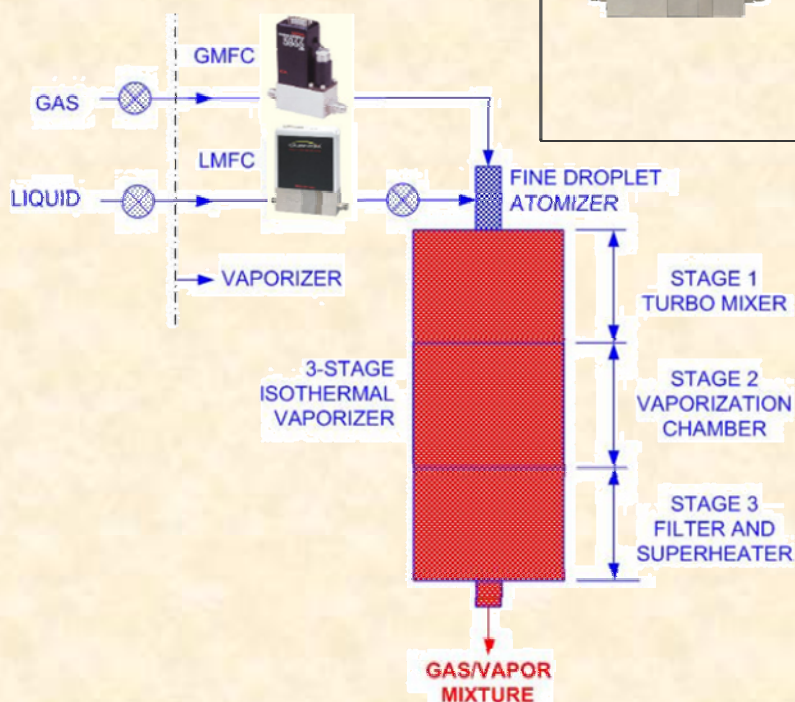 GMFC
GAS
LMFC
LIQUID
FINE DROPLET
ATOMIZER
VAPORIZER
STAGE 1
TURBO MIXER
3-STAGE
ISOTHERMAL
VAPORIZER
STAGE 2
VAPORIZATION
CHAMBER
STAGE 3
FILTER AND
SUPERHEATER
GAS/VAPOR
MIXTURE